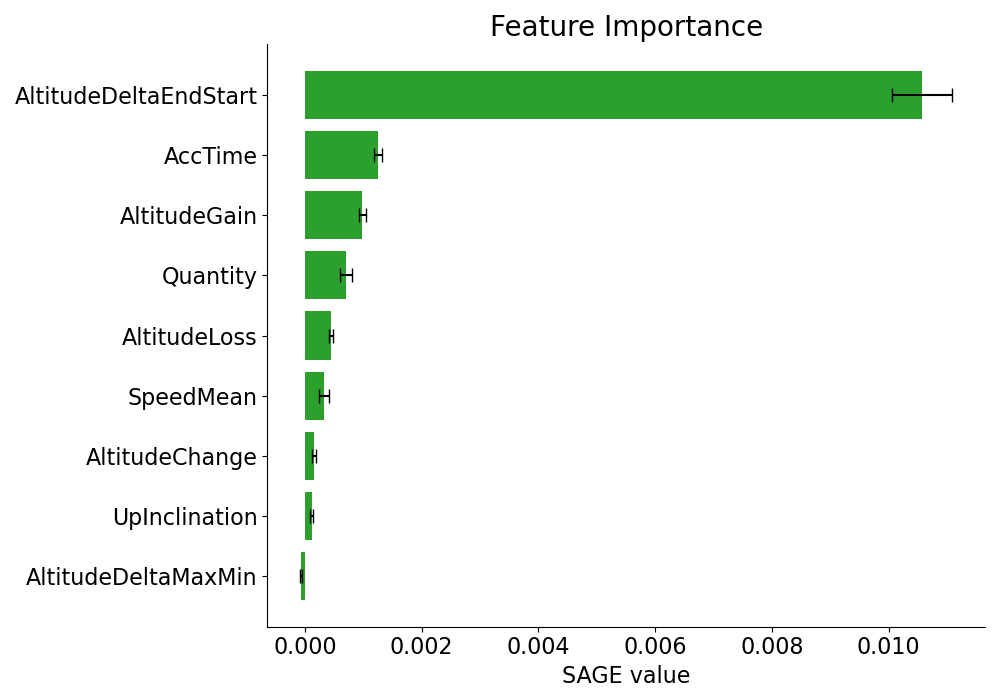 Feature Importance
AltitudeDeltaEndStart
AccTime
AltitudeGain
Quantity
AltitudeLoss
SpeedMean
AltitudeChange
UpInclination
AltitudeDeltaMaxMin
0.000 0.002 0.004 0.006 0.008 0.010
SAGE value